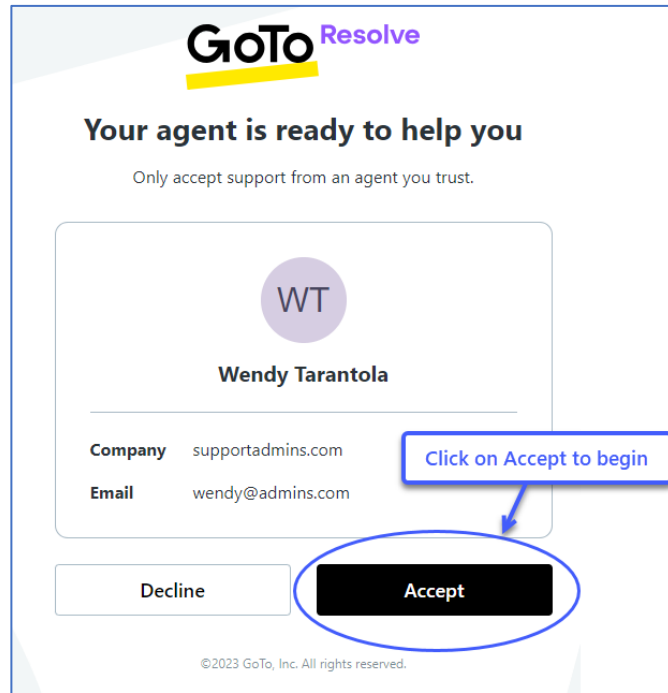 GoTo Resolve
Your agent is ready to help you
Only accept support from an agent you trust.
WT
Wendy Tarantola
Company supportadmins.com
Email wendy@admins.com
Click on Accept to begin
Decline Accept
©2023 GoTo, Inc. All rights reserved.